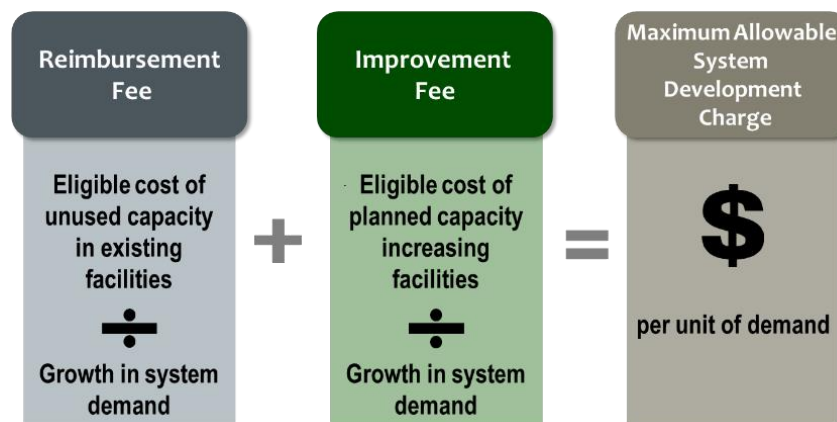 Reimbursement
Fee
Eligible cost of
unused capacity
in existing
facilities
÷
Growth in system
demand
+
Improvement
Fee
Eligible cost of
planned capacity
increasing
facilities
÷
Growth in system
demand
=
Maximum Allowable
System
Development
Charge
$
per unit of demand